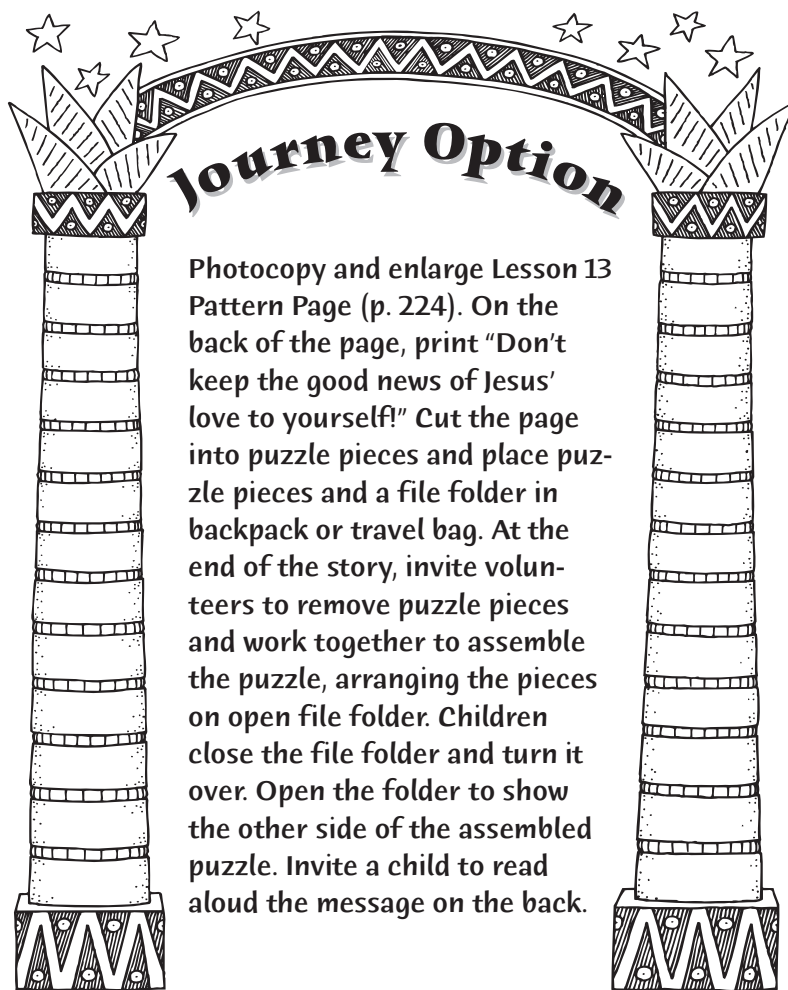 Journey Option
Photocopy and enlarge Lesson 13
Pattern Page (p. 224). On the
back of the page, print “Don’t
keep the good news of Jesus’
love to yourself!” Cut the page
into puzzle pieces and place puz-
zle pieces and a file folder in
backpack or travel bag. At the
end of the story, invite volun-
teers to remove puzzle pieces
and work together to assemble
the puzzle, arranging the pieces
on open file folder. Children
close the file folder and turn it
over. Open the folder to show
the other side of the assembled
puzzle. Invite a child to read
aloud the message on the back.